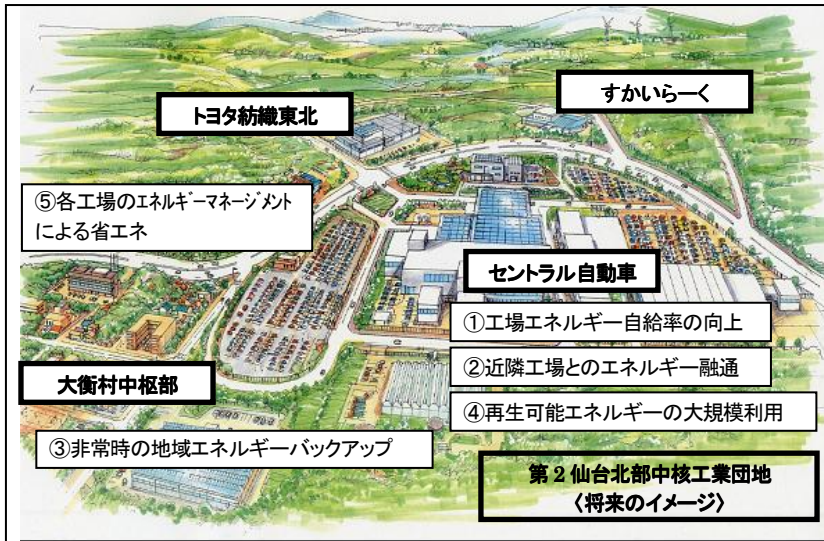 すかいらーく
トヨタ紡織東北
⑤各工場のエネルギーマネージメント
による省エネ
セントラル自動車
①工場エネルギー自給率の向上
②近隣工場とのエネルギー融通
④再生可能エネルギーの大規模利用
大衡村中枢部
③非常時の地域エネルギーバックアップ
第2仙台北部中核工業団地
〈将来のイメージ〉